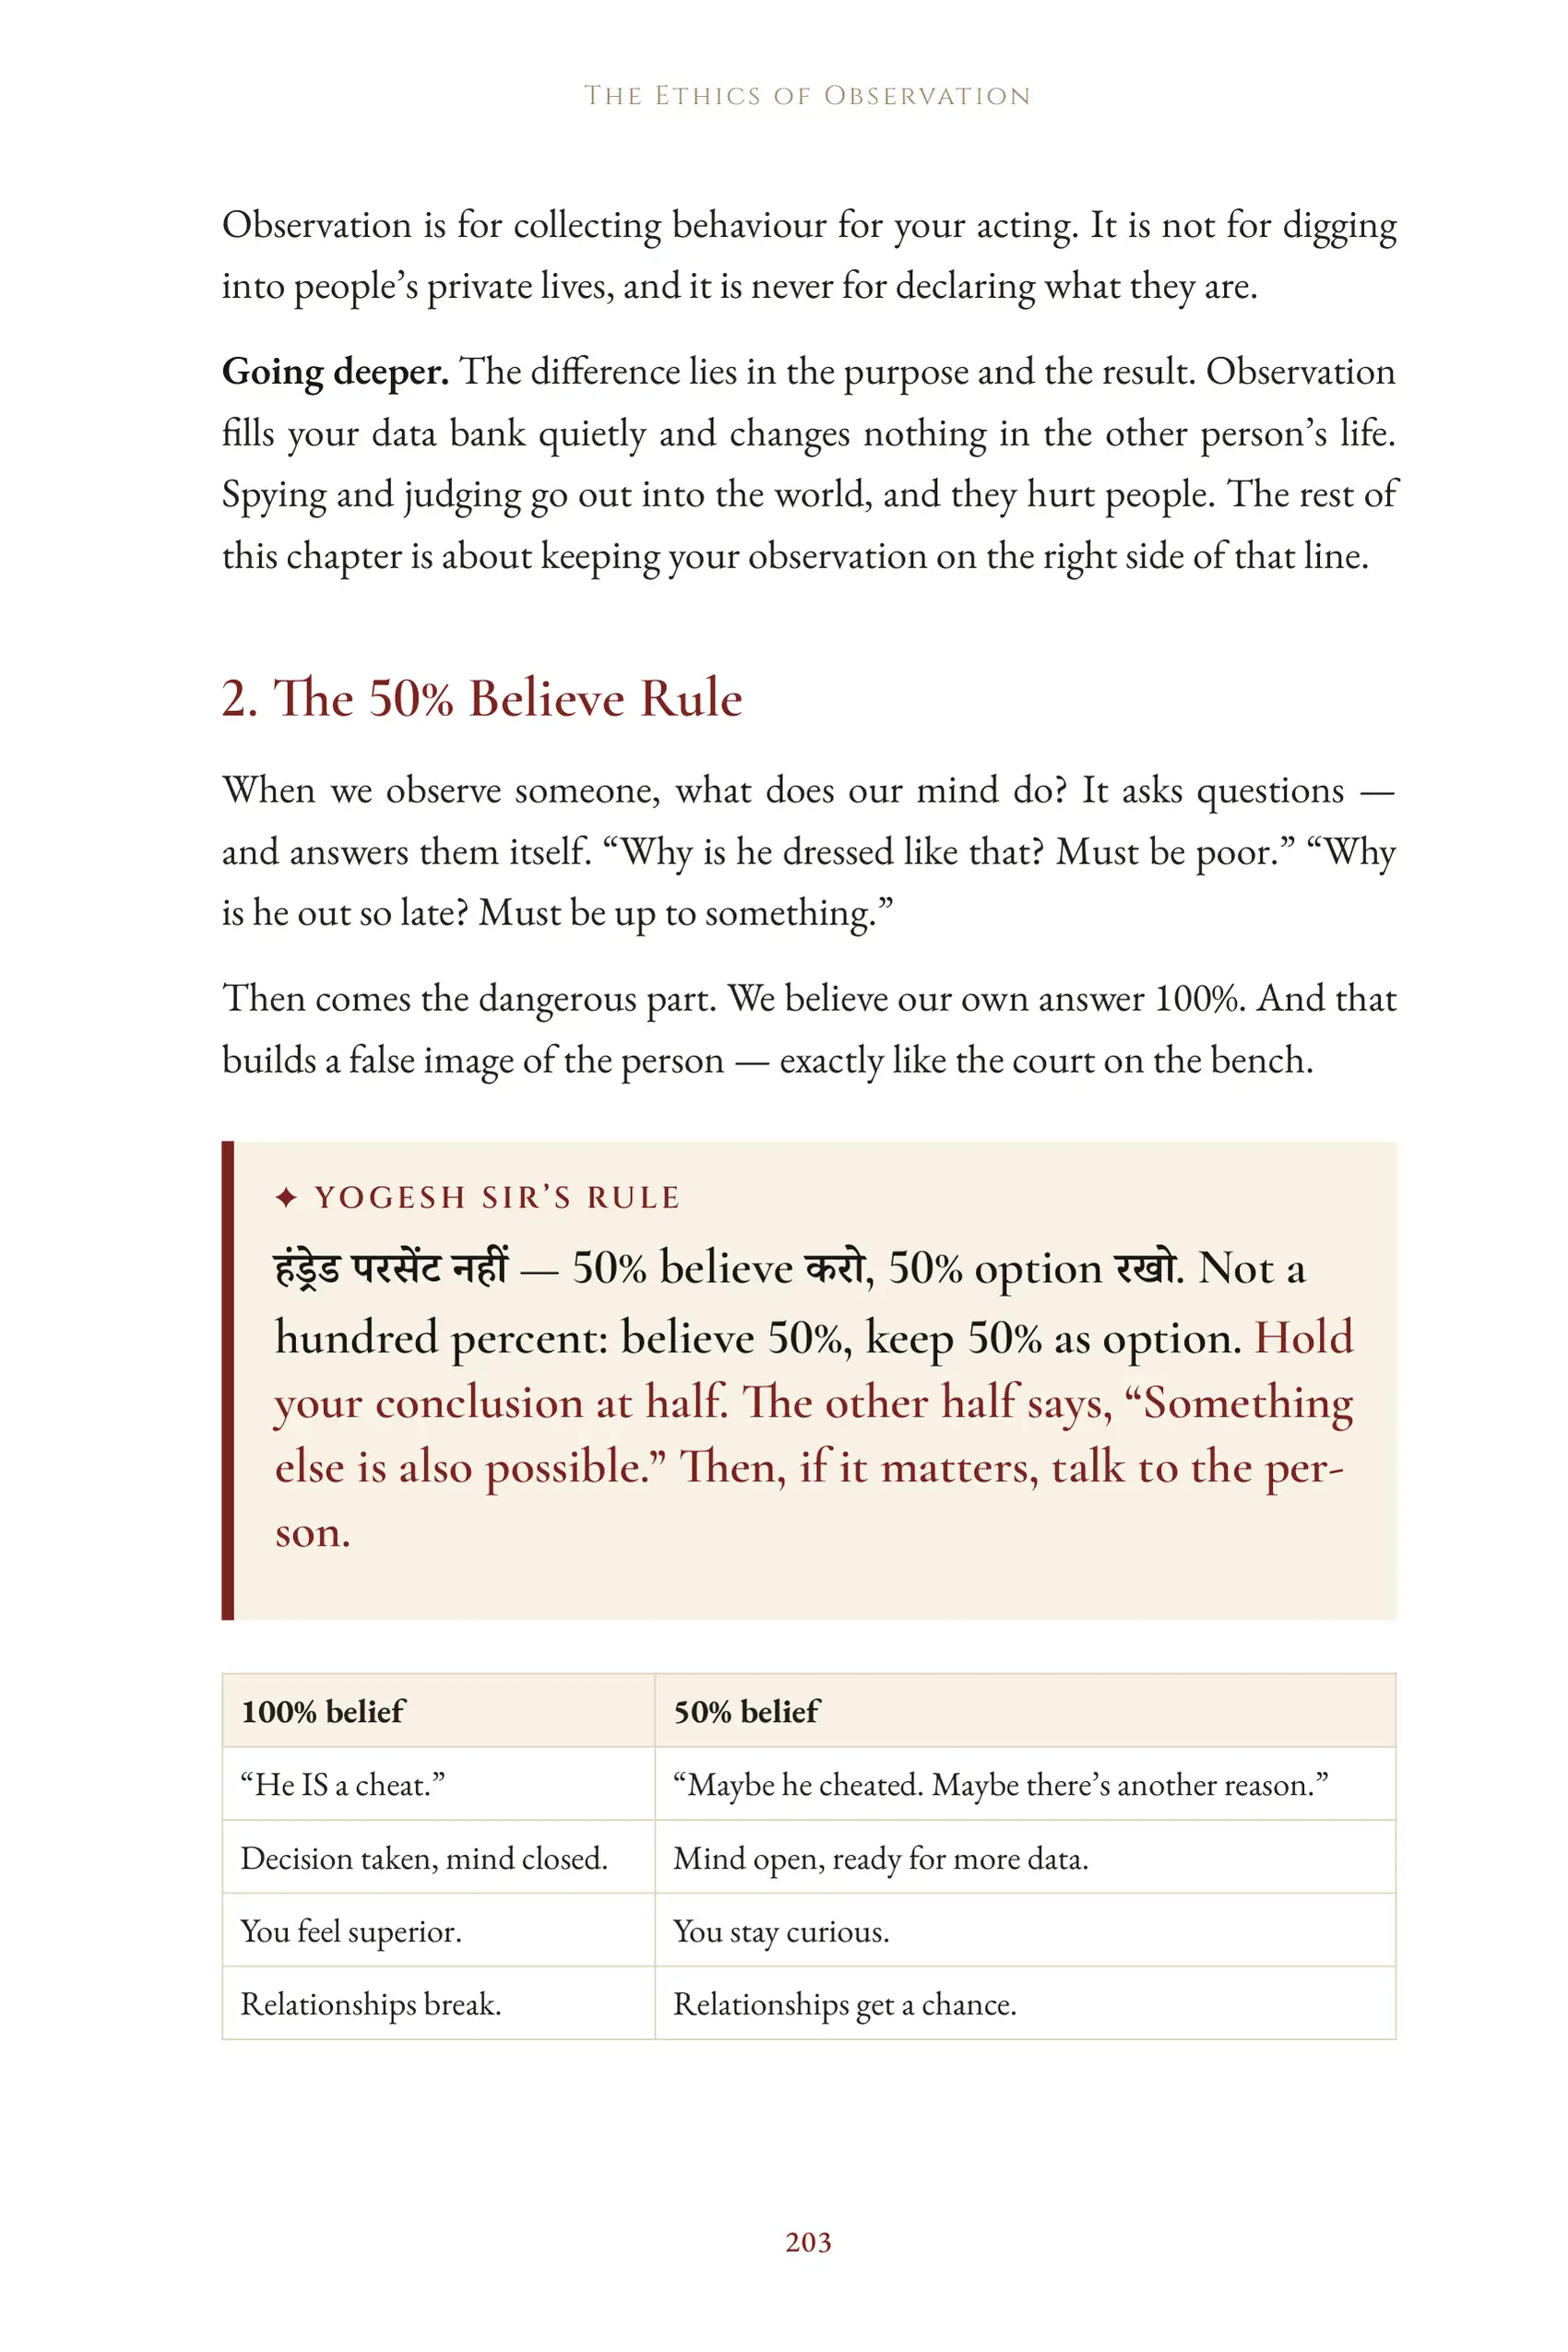 The Ethics of Observation
Observation is for collecting behaviour for your acting. It is not for digging
into people’s private lives, and it is never for declaring what they are.
Going deeper. The difference lies in the purpose and the result. Observation
fills your data bank quietly and changes nothing in the other person’s life.
Spying and judging go out into the world, and they hurt people. The rest of
this chapter is about keeping your observation on the right side of that line.
2. The 50% Believe Rule
When we observe someone, what does our mind do? It asks questions —
and answers them itself. “Why is he dressed like that? Must be poor.” “Why
is he out so late? Must be up to something.”
Then comes the dangerous part. We believe our own answer 100%. And that
builds a false image of the person — exactly like the court on the bench.
✦ YOGESH SIR’S RULE
हंड्रेड परसेंट नहीं — 50% believe करो, 50% option रखो. Not a
hundred percent: believe 50%, keep 50% as option. Hold
your conclusion at half. The other half says, “Something
else is also possible.” Then, if it matters, talk to the per-
son.
100% belief 50% belief
“He IS a cheat.” “Maybe he cheated. Maybe there’s another reason.”
Decision taken, mind closed. Mind open, ready for more data.
You feel superior. You stay curious.
Relationships break. Relationships get a chance.
203